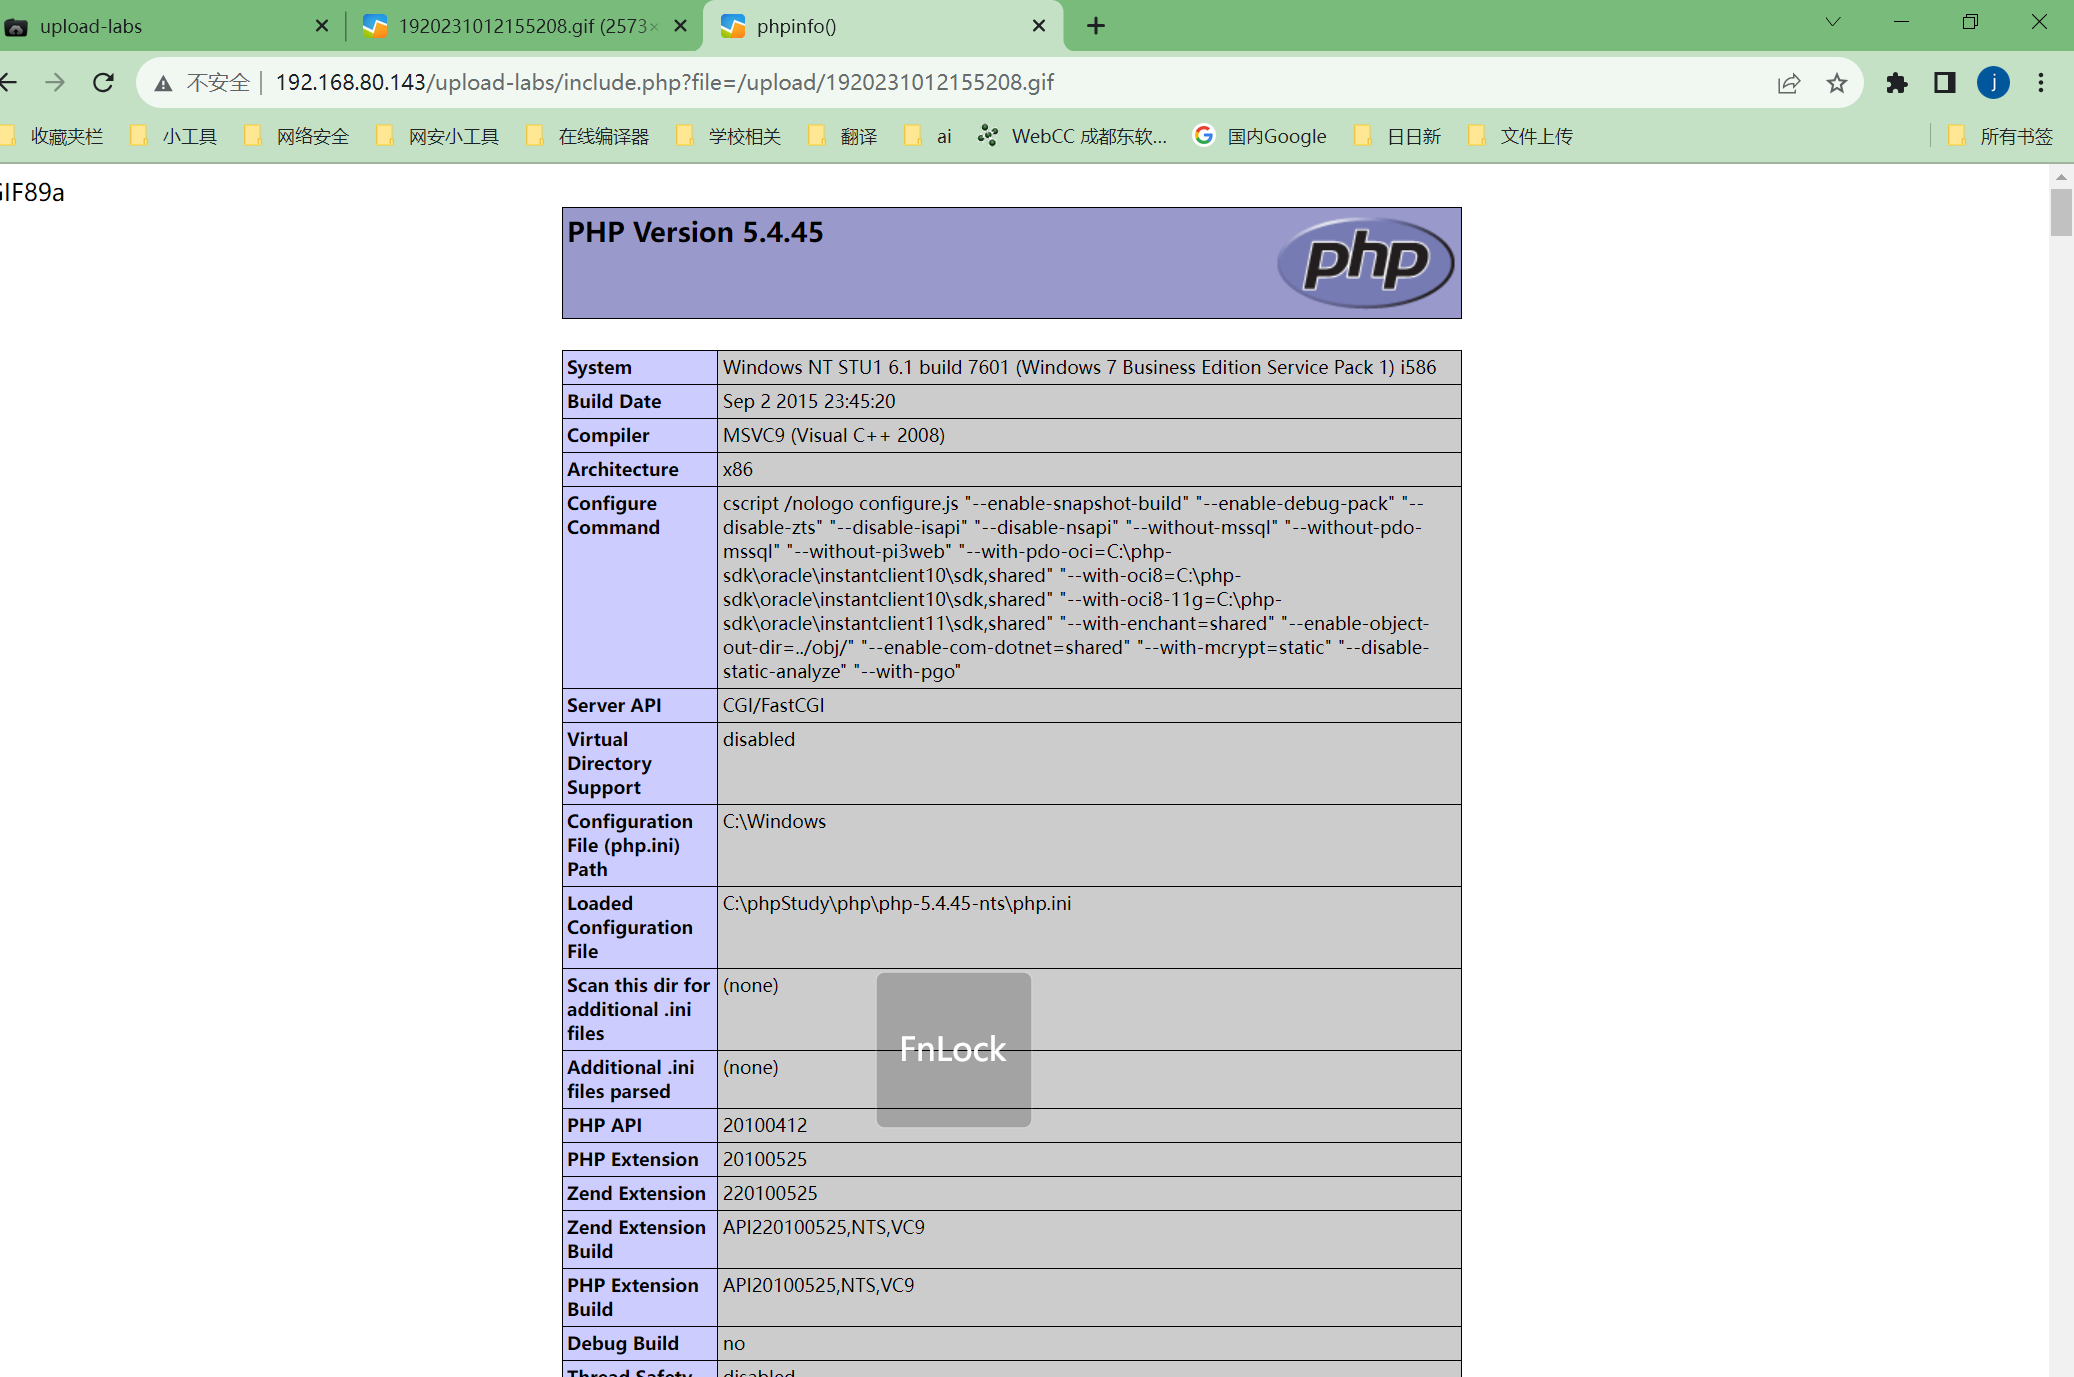 upload-labs
1920231012155208.gif (2573×
phpinfo()
不安全
192.168.80.143/upload-labs/include.php?file=/upload/1920231012155208.gif
j
收藏夹栏
小工具
网络安全
网安小工具
在线编译器
学校相关
翻译
ai
WebCC 成都东软...
国内Google
日日新
文件上传
所有书签
GIF89a
PHP Version 5.4.45
php
System
Windows NT STU1 6.1 build 7601 (Windows 7 Business Edition Service Pack 1) i586
Build Date
Sep 2 2015 23:45:20
Compiler
MSVC9 (Visual C++ 2008)
Architecture
x86
Configure
Command
cscript /nologo configure.js "--enable-snapshot-build" "--enable-debug-pack" "--
disable-zts" "--disable-isapi" "--disable-nsapi" "--without-mssql" "--without-pdo-
mssql" "--without-pi3web" "--with-pdo-oci=C:\php-
sdk\oracle\instantclient10\sdk,shared" "--with-oci8=C:\php-
sdk\oracle\instantclient10\sdk,shared" "--with-oci8-11g=C:\php-
sdk\oracle\instantclient11\sdk,shared" "--with-enchant=shared" "--enable-object-
out-dir=../obj/" "--enable-com-dotnet=shared" "--with-mcrypt=static" "--disable-
static-analyze" "--with-pgo"
Server API
CGI/FastCGI
Virtual
Directory
Support
disabled
Configuration
File (php.ini)
Path
C:\Windows
Loaded
Configuration
File
C:\phpStudy\php\php-5.4.45-nts\php.ini
Scan this dir for
additional .ini
files
(none)
FnLock
Additional .ini
files parsed
(none)
PHP API
20100412
PHP Extension
20100525
Zend Extension
220100525
Zend Extension
Build
API220100525,NTS,VC9
PHP Extension
Build
API20100525,NTS,VC9
Debug Build
no
Thread Safety
disabled